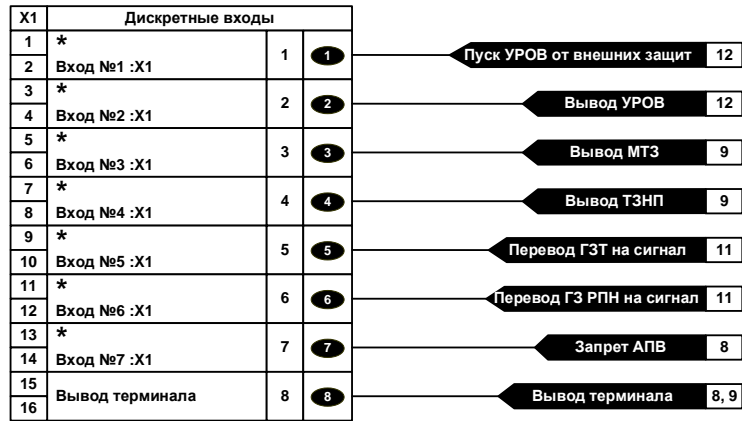 X1 Дискретные входы
1 *
2 Вход №1 :X1 1 1 Пуск УРОВ от внешних защит 12
3 *
4 Вход №2 :X1 2 2 Вывод УРОВ 12
5 *
6 Вход №3 :X1 3 3 Вывод МТЗ 9
7 *
8 Вход №4 :X1 4 4 Вывод ТЗНП 9
9 *
10 Вход №5 :X1 5 5 Перевод ГЗТ на сигнал 11
11 *
12 Вход №6 :X1 6 6 Перевод ГЗ РПН на сигнал 11
13 *
14 Вход №7 :X1 7 7 Запрет АПВ 8
15
16 Вывод терминала 8 8 Вывод терминала 8, 9